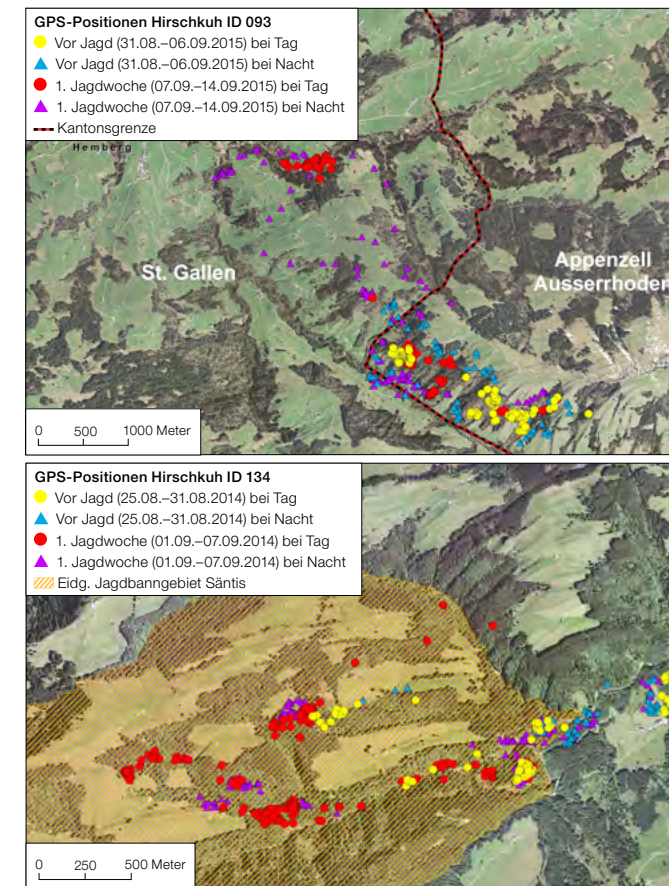 GPS-Positionen Hirschkuh ID 093
Vor Jagd (31.08.–06.09.2015) bei Tag
Vor Jagd (31.08.–06.09.2015) bei Nacht
1. Jagdwoche (07.09.–14.09.2015) bei Tag
1. Jagdwoche (07.09.–14.09.2015) bei Nacht
Kantonsgrenze
Hemberg
St. Gallen
Appenzell
Ausserrhoden
0 500 1000 Meter
GPS-Positionen Hirschkuh ID 134
Vor Jagd (25.08.–31.08.2014) bei Tag
Vor Jagd (25.08.–31.08.2014) bei Nacht
1. Jagdwoche (01.09.–07.09.2014) bei Tag
1. Jagdwoche (01.09.–07.09.2014) bei Nacht
Eidg. Jagdbanngebiet Säntis
0 250 500 Meter